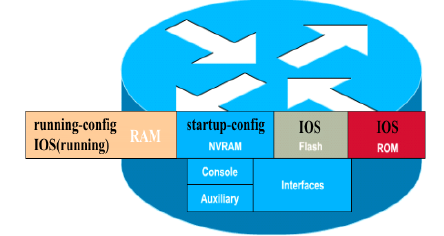 running-config
IOS(running)
RAM
startup-config
NVRAM
IOS
Flash
IOS
ROM
Console
Auxiliary
Interfaces